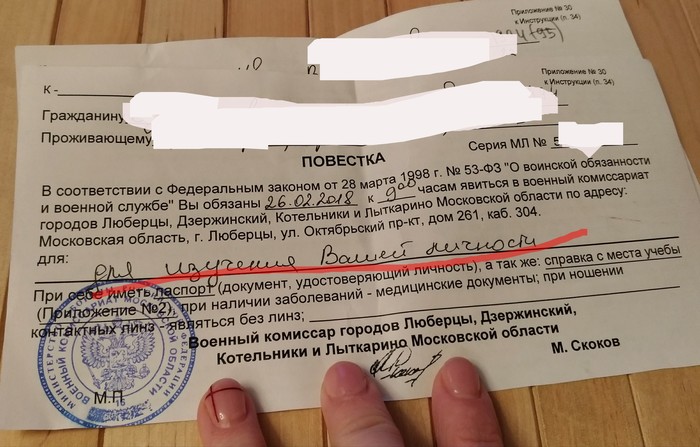 Приложение № 30
к Инструкции (п. 34)
Приложение № 30
к Инструкции (п. 34)
К -
Гражданину
Проживающему
Серия МЛ №
ПОВЕСТКА
В соответствии с Федеральным законом от 28 марта 1998 г. № 53-ФЗ "О воинской обязанности
и военной службе" Вы обязаны 26.02.2018 к 9 00 часам явиться в военный комиссариат
городов Люберцы, Дзержинский, Котельники и Лыткарино Московской области по адресу:
Московская область, г. Люберцы, ул. Октябрьский пр-кт, дом 261, каб. 304.
для:
для изучения Вашей личности
При себе иметь паспорт (документ, удостоверяющий личность), а так же: справка с места учебы
(Приложение №2), при наличии заболеваний - медицинские документы; при ношении
контактных линз - являться без линз;
Военный комиссар городов Люберцы, Дзержинский,
Котельники и Лыткарино Московской области
М. Скоков
М.П